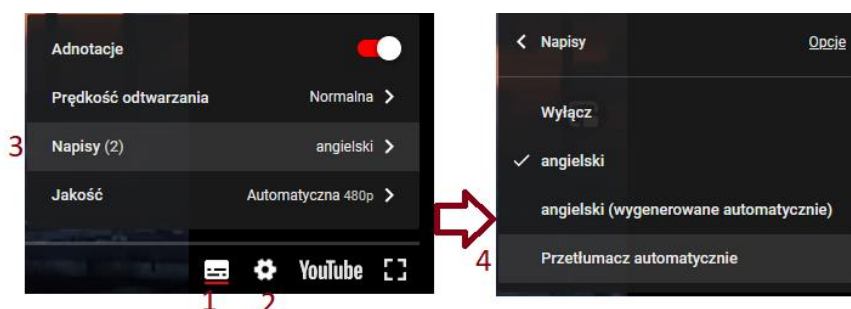 Adnotacje
Prędkość odtwarzania Normalna
3 Napisy (2) angielski
Jakość Automatyczna 480p
YouTube
1 2
Napisy Opcje
Wyłącz
angielski
angielski (wygenerowane automatycznie)
4 Przetłumacz automatycznie